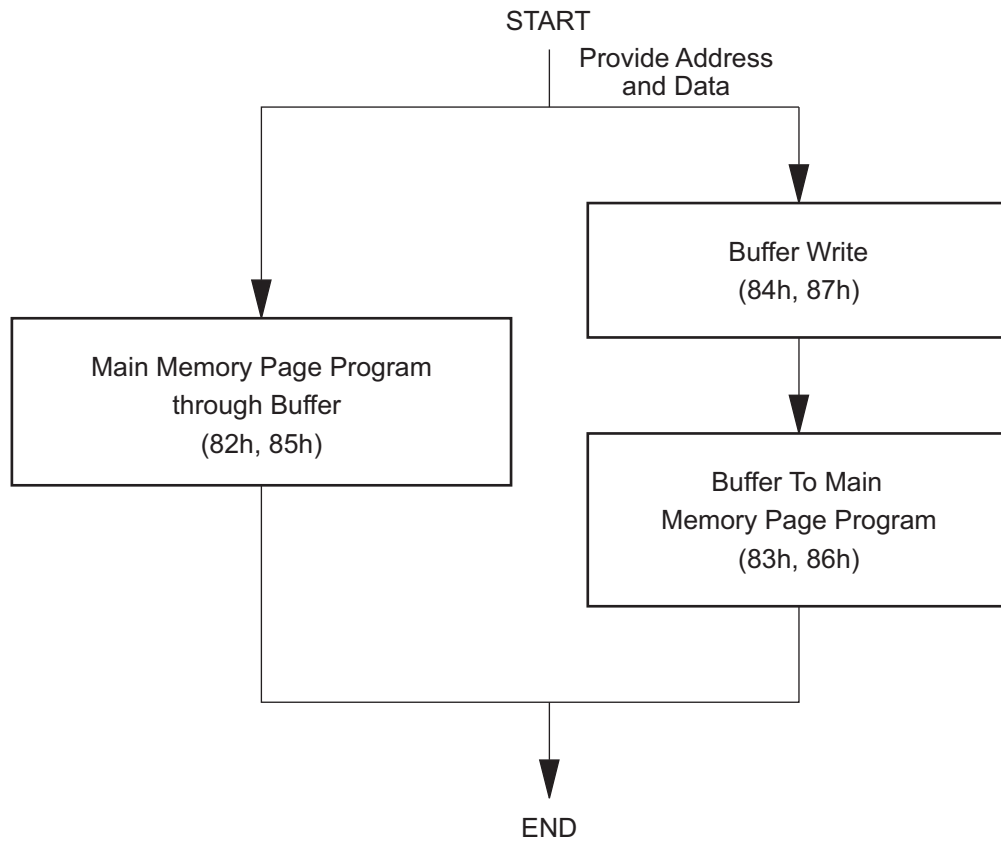 START
Provide Address
and Data
Buffer Write
(84h, 87h)
Main Memory Page Program
through Buffer
(82h, 85h)
Buffer To Main
Memory Page Program
(83h, 86h)
END